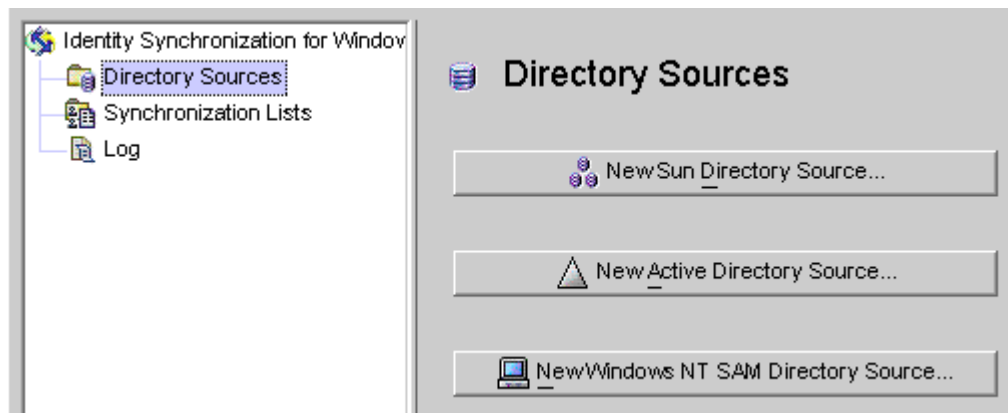 Identity Synchronization for Windov
Directory Sources
Synchronization Lists
Log
Directory Sources
New Sun Directory Source...
New Active Directory Source...
New Windows NT SAM Directory Source...